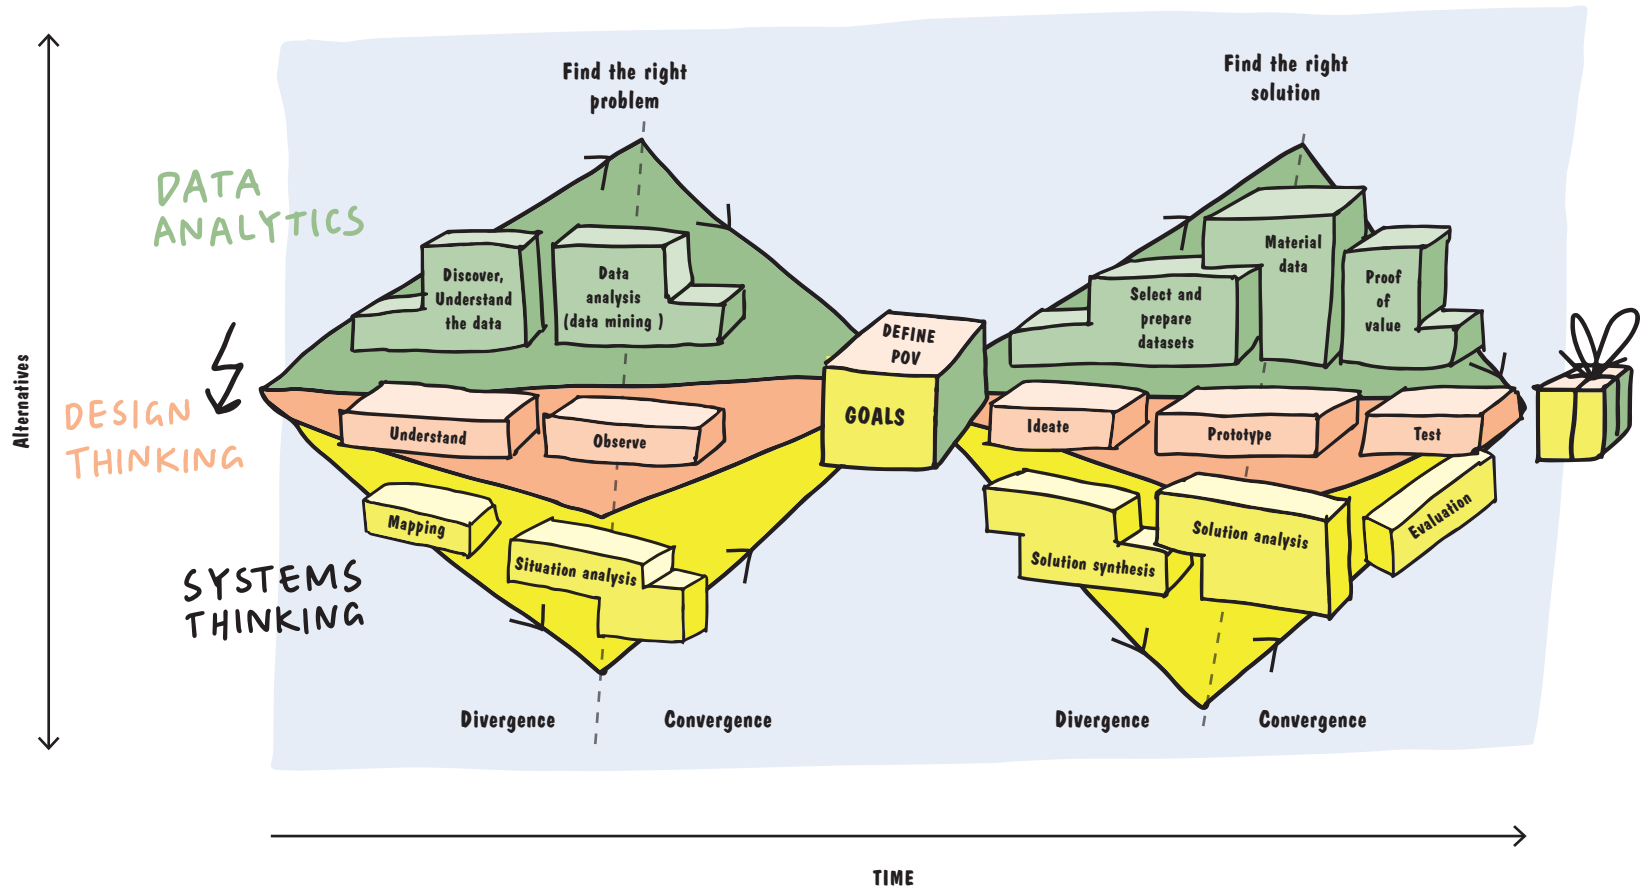 Find the right
problem
Find the right
solution
DATA
ANALYTICS
Discover,
Understand
the data
Data
analysis
(data mining )
Select and
prepare
datasets
Material
data
Proof
of
value
DEFINE
POV
GOALS
Alternatives
DESIGN
THINKING
Understand
Observe
Ideate
Prototype
Test
SYSTEMS
THINKING
Mapping
Situation analysis
Solution synthesis
Solution analysis
Evaluation
Divergence
Convergence
Divergence
Convergence
TIME